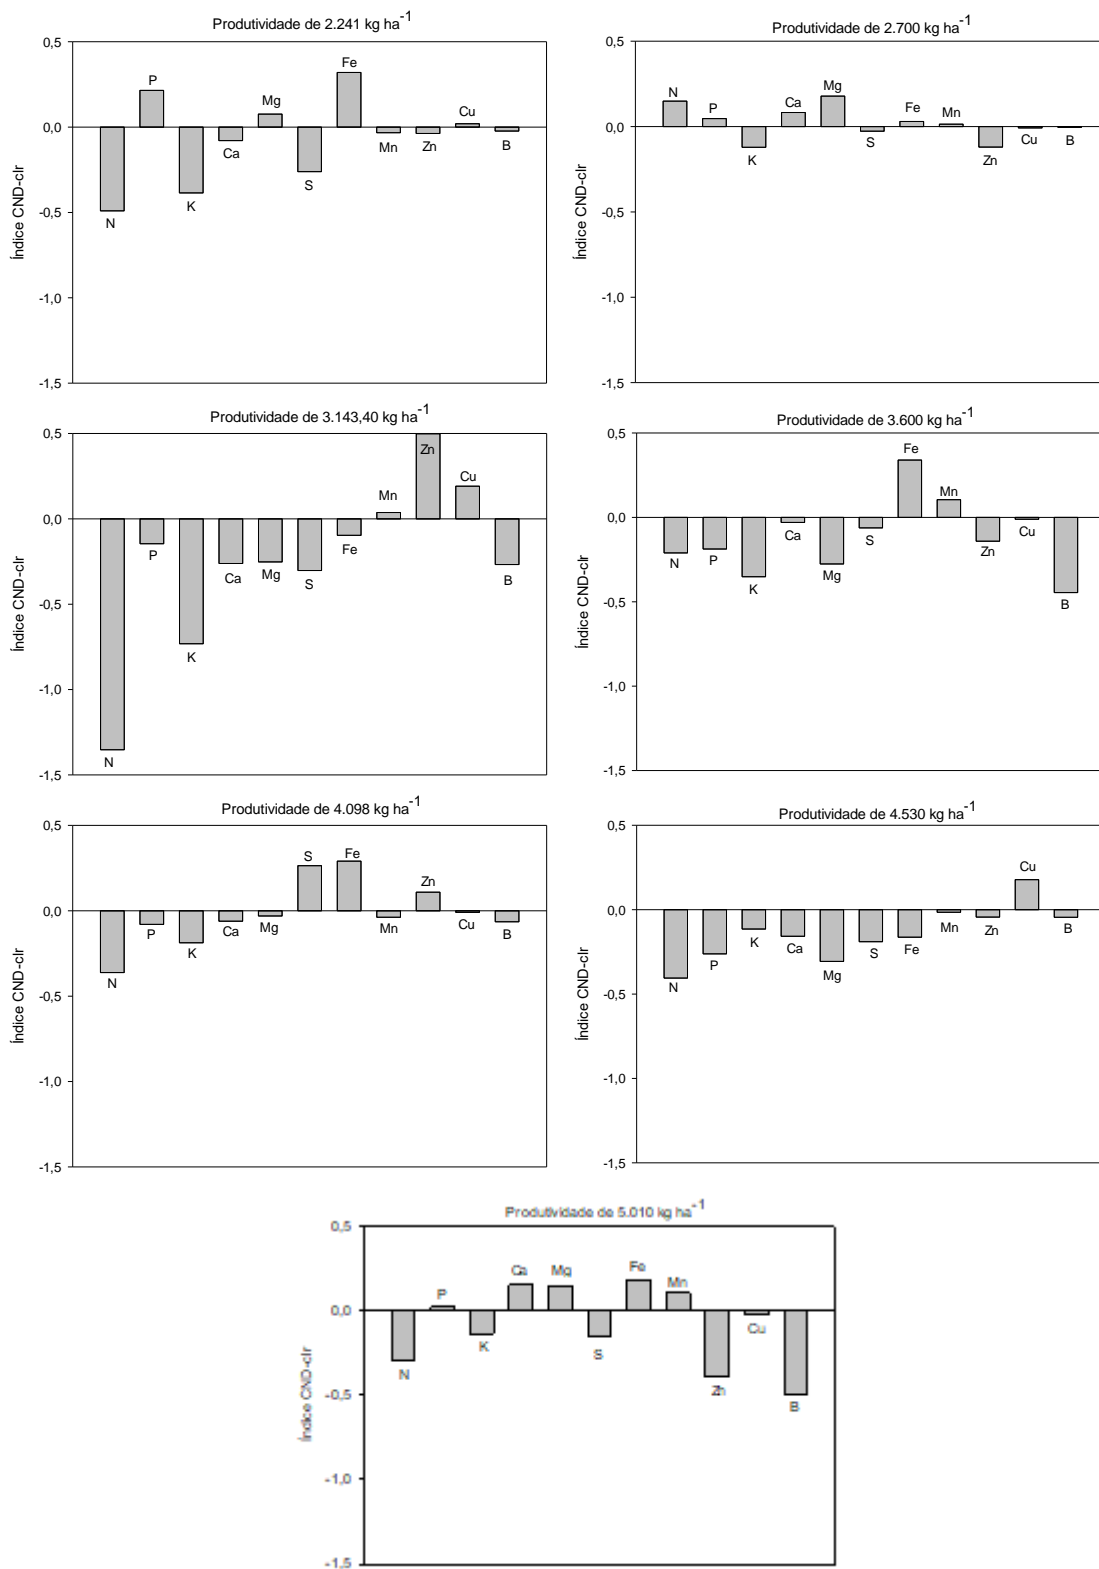 Produtividade de 2.241 kg ha-1
0,5
0,0
-0,5
-1,0
-1,5
Índice CND-clr
N
P
K
Ca
Mg
S
Fe
Mn
Zn
Cu
B
Produtividade de 2.700 kg ha-1
0,5
0,0
-0,5
-1,0
-1,5
Índice CND-clr
N
P
K
Ca
Mg
S
Fe
Mn
Zn
Cu
B
Produtividade de 3.143,40 kg ha-1
0,5
0,0
-0,5
-1,0
-1,5
Índice CND-clr
N
P
K
Ca
Mg
S
Fe
Mn
Zn
Cu
B
Produtividade de 3.600 kg ha-1
0,5
0,0
-0,5
-1,0
-1,5
Índice CND-clr
N
P
K
Ca
Mg
S
Fe
Mn
Zn
Cu
B
Produtividade de 4.098 kg ha-1
0,5
0,0
-0,5
-1,0
-1,5
Índice CND-clr
N
P
K
Ca
Mg
S
Fe
Mn
Zn
Cu
B
Produtividade de 4.530 kg ha-1
0,5
0,0
-0,5
-1,0
-1,5
Índice CND-clr
N
P
K
Ca
Mg
S
Fe
Mn
Zn
Cu
B
Produtividade de 5.010 kg ha-1
0,5
0,0
-0,5
-1,0
-1,5
Índice CND-clr
N
P
K
Ca
Mg
S
Fe
Mn
Zn
Cu
B